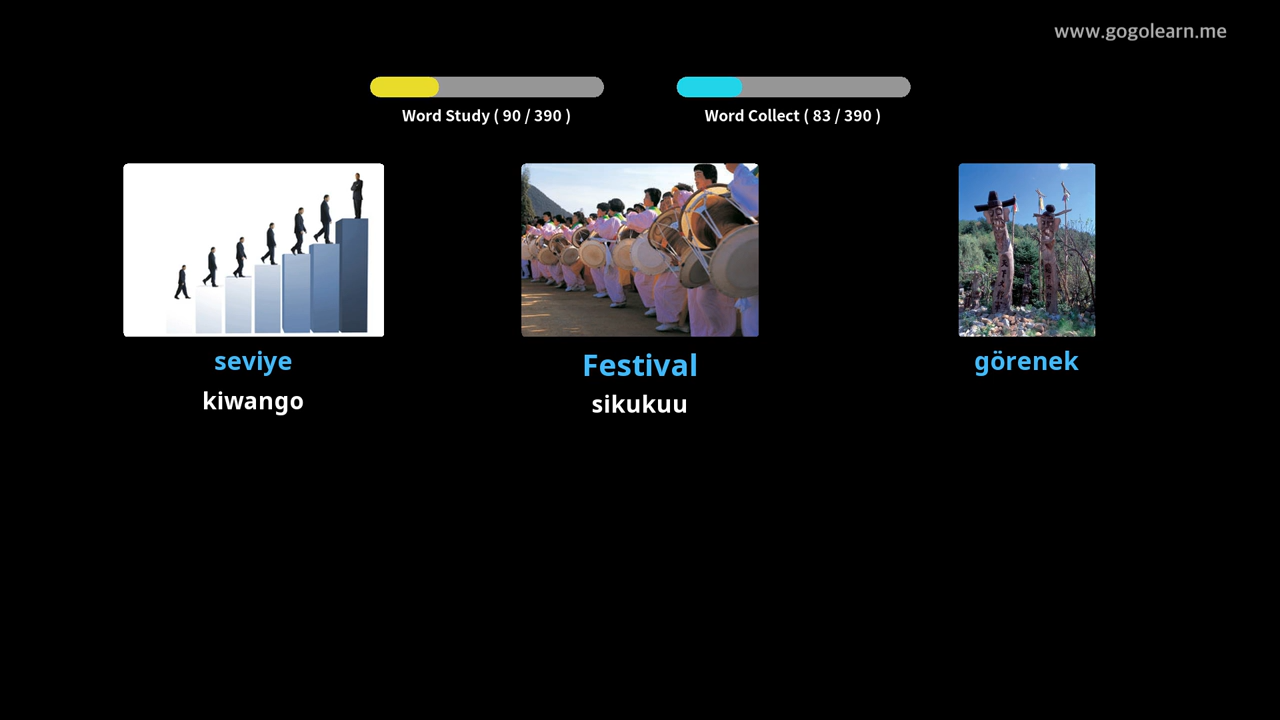 www.gogolearn.me
Word Study ( 90 / 390 )
Word Collect ( 83 / 390 )
seviye
Festival
görenek
kiwango
sikukuu